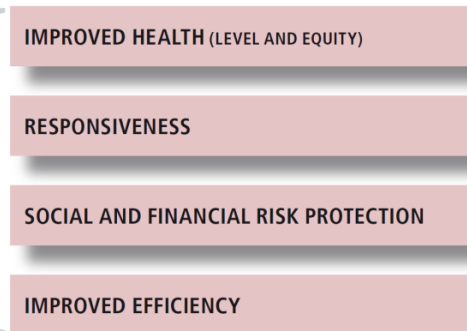 IMPROVED HEALTH (LEVEL AND EQUITY)
RESPONSIVENESS
SOCIAL AND FINANCIAL RISK PROTECTION
IMPROVED EFFICIENCY